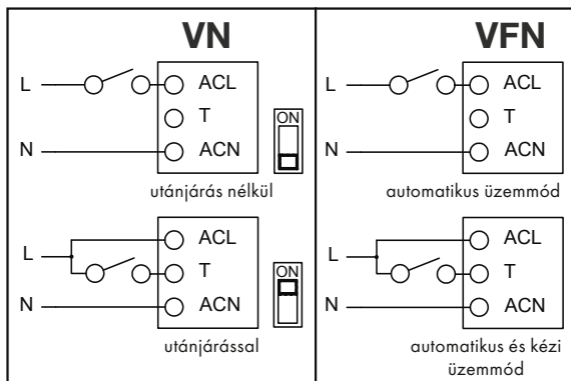 VN
L
ACL
T
N
ACN
ON
utánjárás nélkül
L
ACL
T
N
ACN
ON
utánjárással
VFN
L
ACL
T
N
ACN
automatikus üzemmód
L
ACL
T
N
ACN
automatikus és kézi
üzemmód